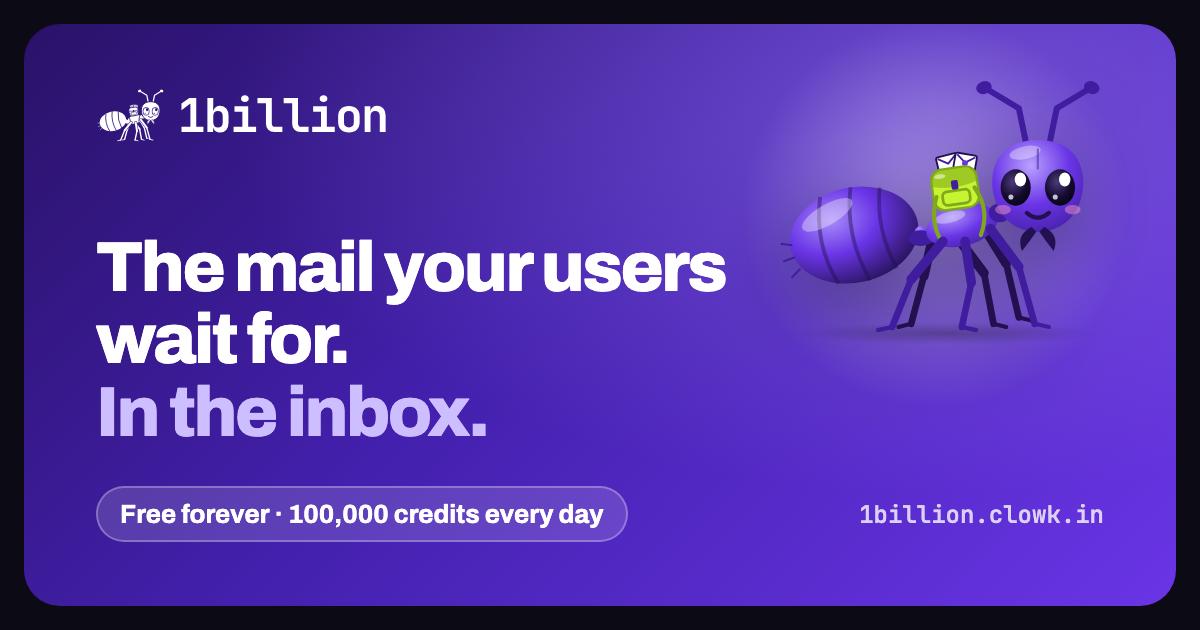 1billion
The mail your users
wait for.
In the inbox.
Free forever · 100,000 credits every day
1billion.clowk.in